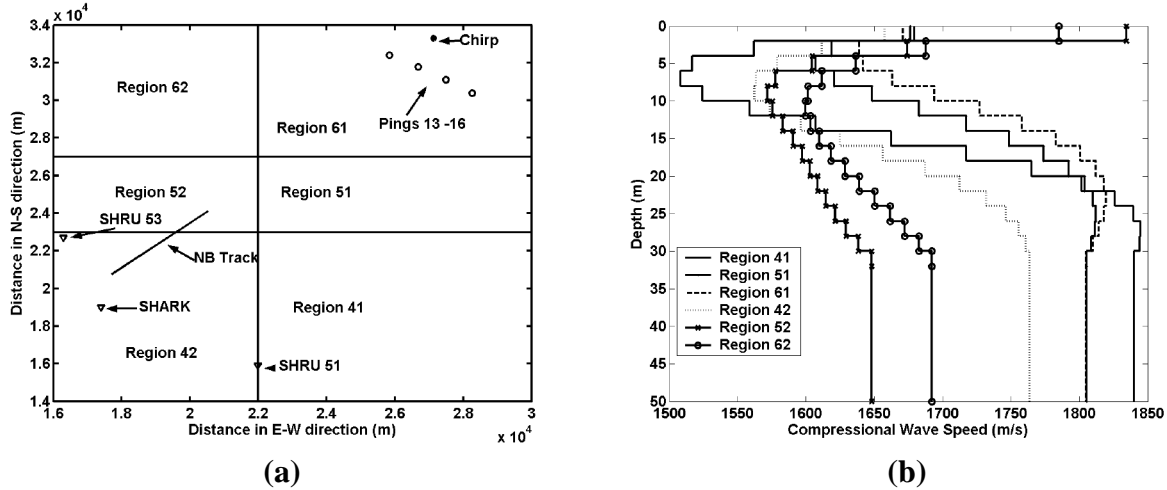 3.4 x 10⁴
3.2
3
2.8
2.6
2.4
2.2
2
1.8
1.6
1.4
Distance in N-S direction (m)
Chirp
Region 62
Region 61
Pings 13 -16
Region 52
Region 51
SHRU 53
NB Track
Region 41
SHARK
Region 42
SHRU 51
1.6 1.8 2 2.2 2.4 2.6 2.8 3
Distance in E-W direction (m)
x 10⁴
(a)
0
5
10
15
20
25
30
35
40
45
50
Depth (m)
Region 41
Region 51
Region 61
Region 42
Region 52
Region 62
1500 1550 1600 1650 1700 1750 1800 1850
Compressional Wave Speed (m/s)
(b)